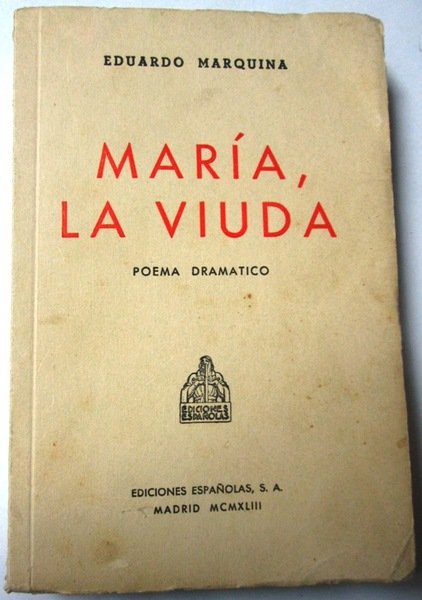 EDUARDO MARQUINA
MARÍA,
LA VIUDA
POEMA DRAMATICO
EDICIONES
ESPAÑOLAS
EDICIONES ESPAÑOLAS, S. A.
MADRID MCMXLIII